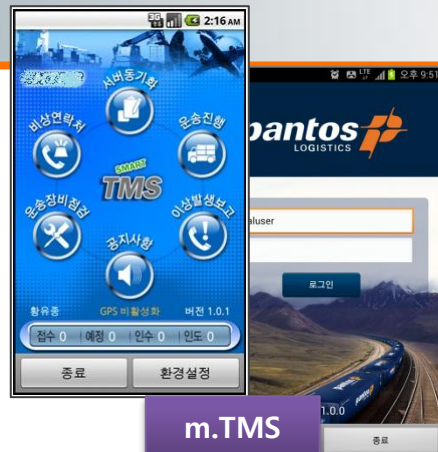 3G 2:16 AM
서버동기화
비상연락처
운송진행
SMART
TMS
운송장비점검
이상발생보고
공지사항
황유종 GPS 비활성화 버전 1.0.1
접수 0 예정 0 인수 0 인도 0
종료 환경설정
LTE 오후 9:51
pantos
LOGISTICS
aluser
로그인
1.0.0
종료
m.TMS